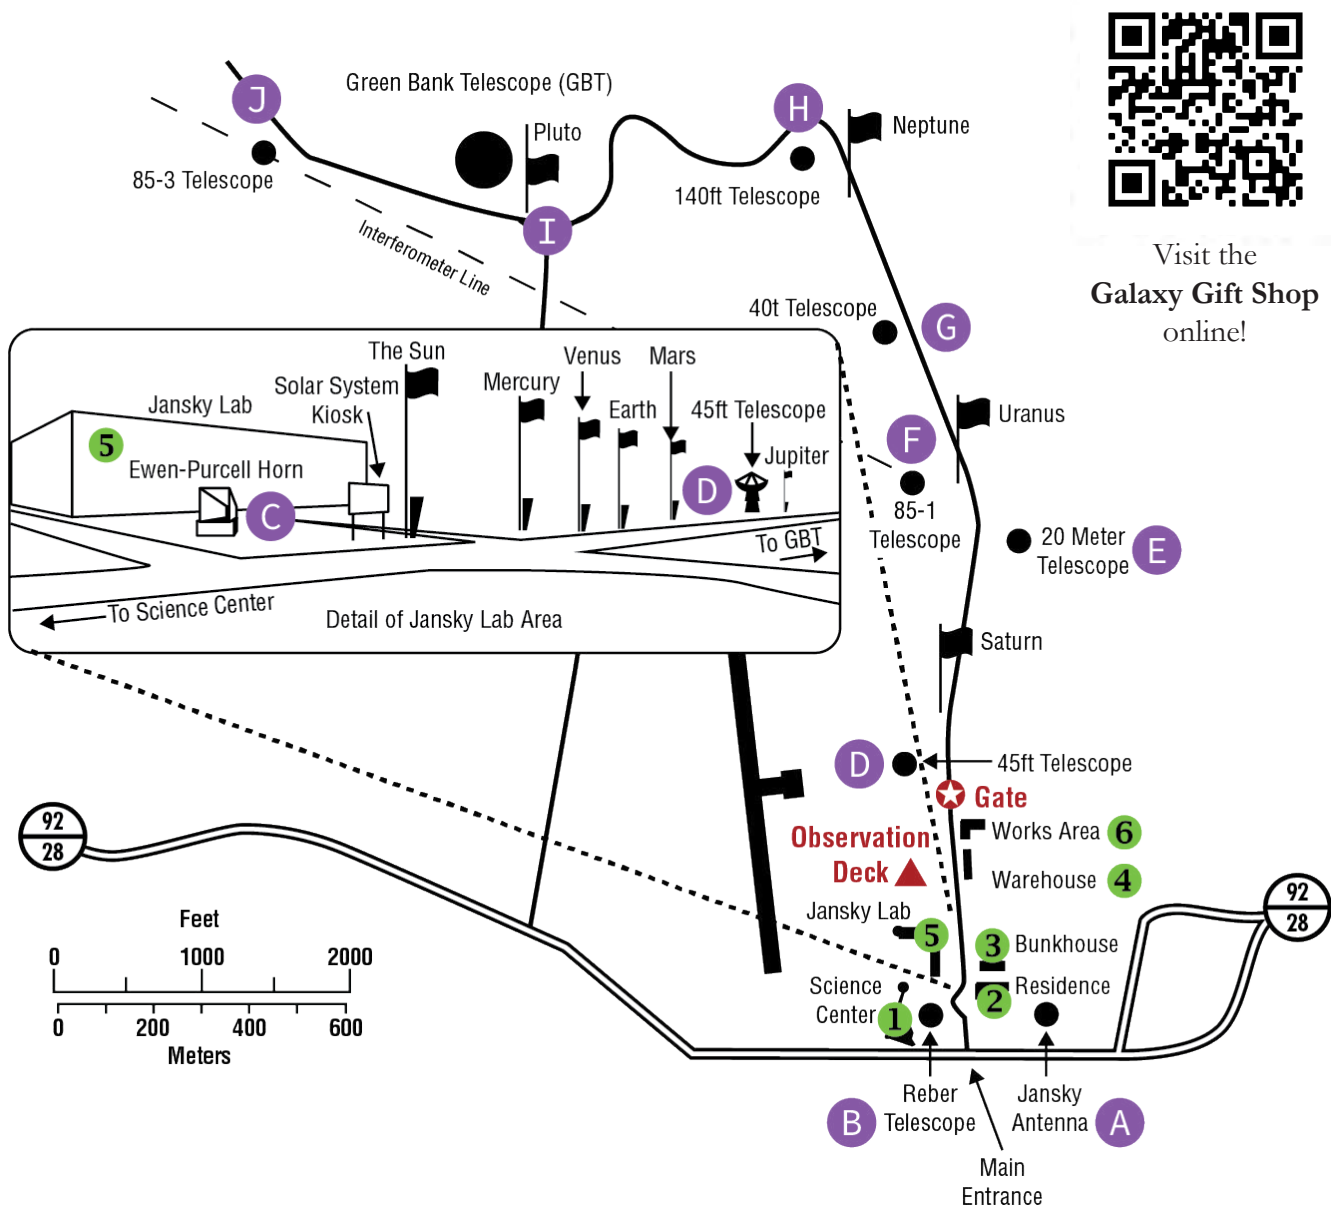 J
Green Bank Telescope (GBT)
H
Pluto
Neptune
85-3 Telescope
140ft Telescope
I
Interferometer Line
Visit the
Galaxy Gift Shop
online!
40t Telescope
G
The Sun
Venus
Mars
Solar System
Kiosk
Mercury
Jansky Lab
Earth
45ft Telescope
5
Ewen-Purcell Horn
Jupiter
C
D
To GBT
To Science Center
Detail of Jansky Lab Area
Uranus
F
85-1
Telescope
20 Meter
Telescope
E
Saturn
D
45ft Telescope
Gate
Observation
Deck
Works Area
6
Warehouse
4
92
28
92
28
Jansky Lab
5
3
Bunkhouse
Residence
2
Science
Center
1
Feet
0
1000
2000
0
200
400
600
Meters
Reber
Telescope
B
Jansky
Antenna
A
Main
Entrance